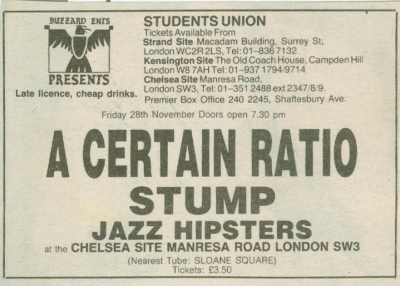 BUZZARD ENTS
PRESENTS
Late licence, cheap drinks.
STUDENTS UNION
Tickets Available From
Strand Site Macadam Building, Surrey St,
London WC2R 2LS, Tel: 01-836 7132
Kensington Site The Old Coach House, Campden Hill
London W8 7AH Tel: 01-937 1794/9714
Chelsea Site Manresa Road,
London SW3, Tel: 01-351 2488 ext 2347/8/9.
Premier Box Office 240 2245, Shaftesbury Ave.
Friday 28th November Doors open 7.30 pm
A CERTAIN RATIO
STUMP
JAZZ HIPSTERS
at the CHELSEA SITE MANRESA ROAD LONDON SW3
(Nearest Tube: SLOANE SQUARE)
Tickets: £3.50